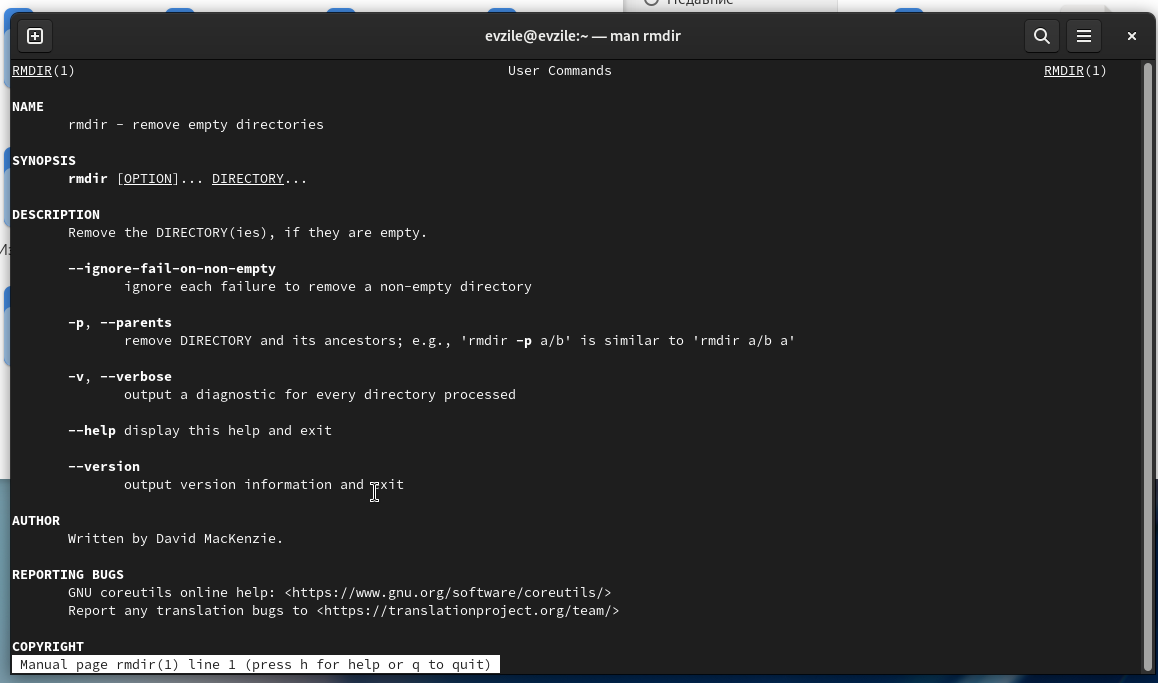 Недавние
evzile@evzile:~ — man rmdir
RMDIR(1) User Commands RMDIR(1)
NAME
rmdir - remove empty directories
SYNOPSIS
rmdir [OPTION]... DIRECTORY...
DESCRIPTION
Remove the DIRECTORY(ies), if they are empty.
--ignore-fail-on-non-empty
ignore each failure to remove a non-empty directory
-p, --parents
remove DIRECTORY and its ancestors; e.g., 'rmdir -p a/b' is similar to 'rmdir a/b a'
-v, --verbose
output a diagnostic for every directory processed
--help display this help and exit
--version
output version information and exit
AUTHOR
Written by David MacKenzie.
REPORTING BUGS
GNU coreutils online help: <https://www.gnu.org/software/coreutils/>
Report any translation bugs to <https://translationproject.org/team/>
COPYRIGHT
Manual page rmdir(1) line 1 (press h for help or q to quit)